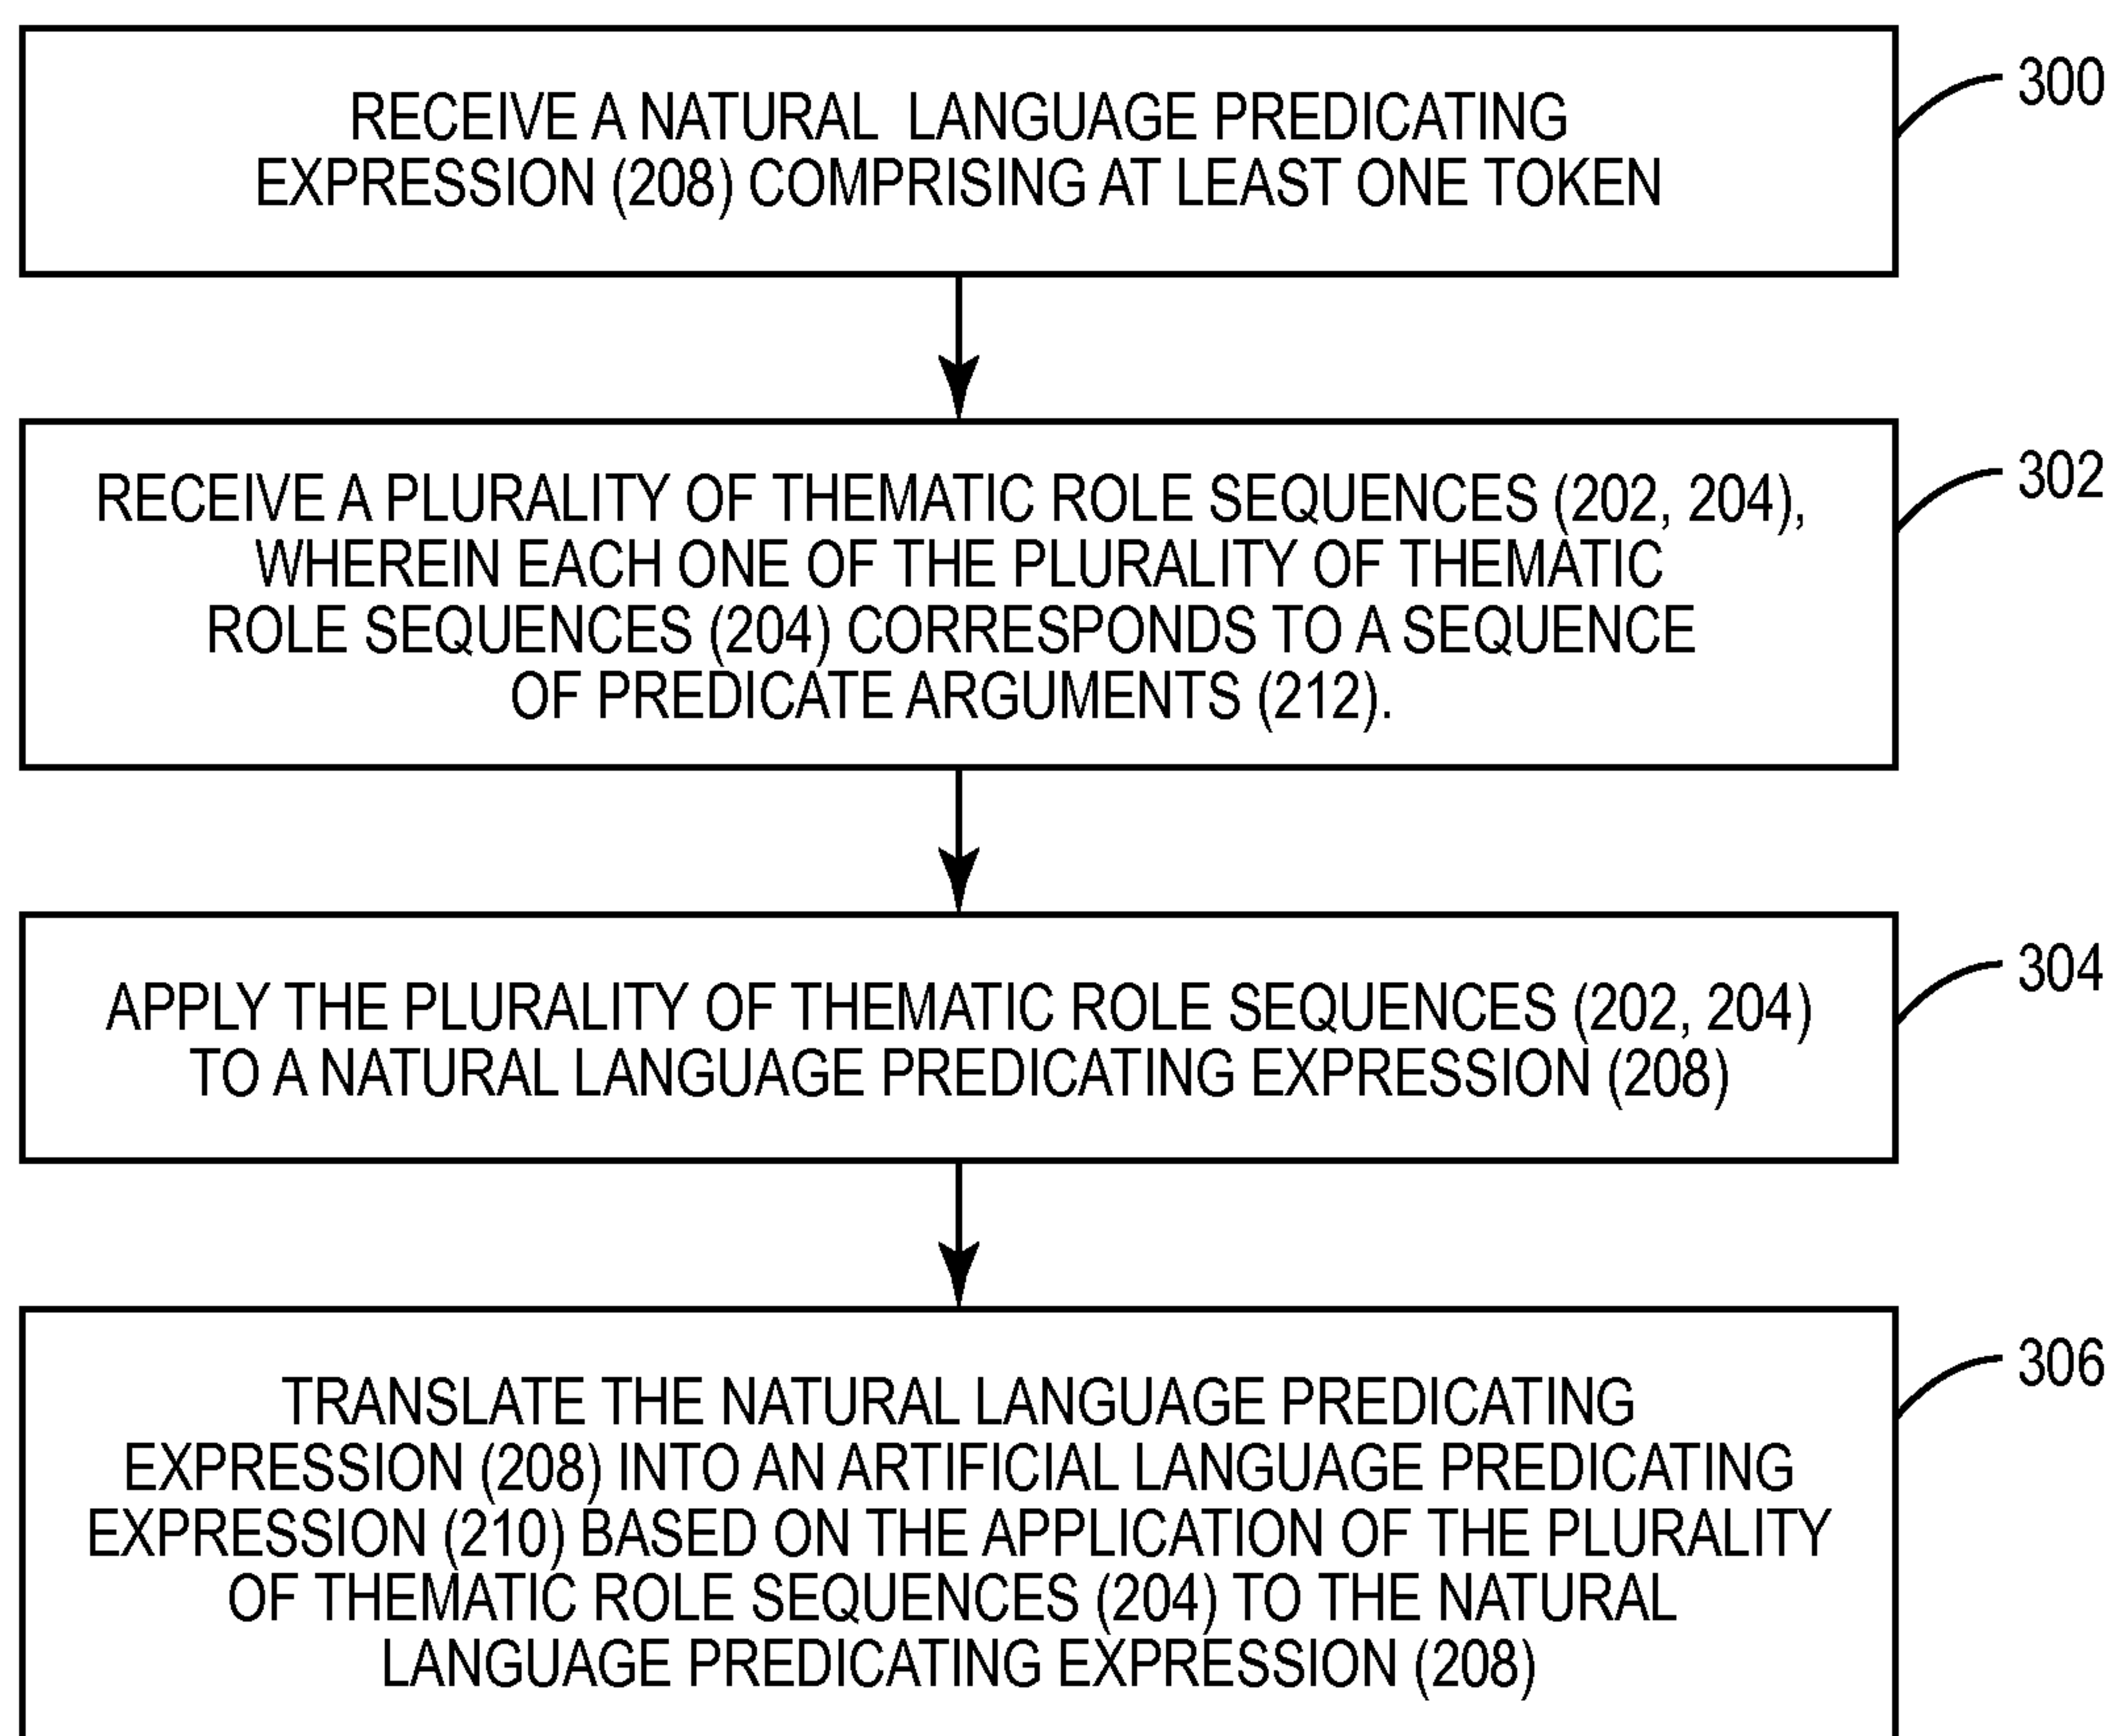 RECEIVE A NATURAL LANGUAGE PREDICATING
EXPRESSION (208) COMPRISING AT LEAST ONE TOKEN
300
RECEIVE A PLURALITY OF THEMATIC ROLE SEQUENCES (202, 204),
WHEREIN EACH ONE OF THE PLURALITY OF THEMATIC
ROLE SEQUENCES (204) CORRESPONDS TO A SEQUENCE
OF PREDICATE ARGUMENTS (212).
302
APPLY THE PLURALITY OF THEMATIC ROLE SEQUENCES (202, 204)
TO A NATURAL LANGUAGE PREDICATING EXPRESSION (208)
304
TRANSLATE THE NATURAL LANGUAGE PREDICATING
EXPRESSION (208) INTO AN ARTIFICIAL LANGUAGE PREDICATING
EXPRESSION (210) BASED ON THE APPLICATION OF THE PLURALITY
OF THEMATIC ROLE SEQUENCES (204) TO THE NATURAL
LANGUAGE PREDICATING EXPRESSION (208)
306